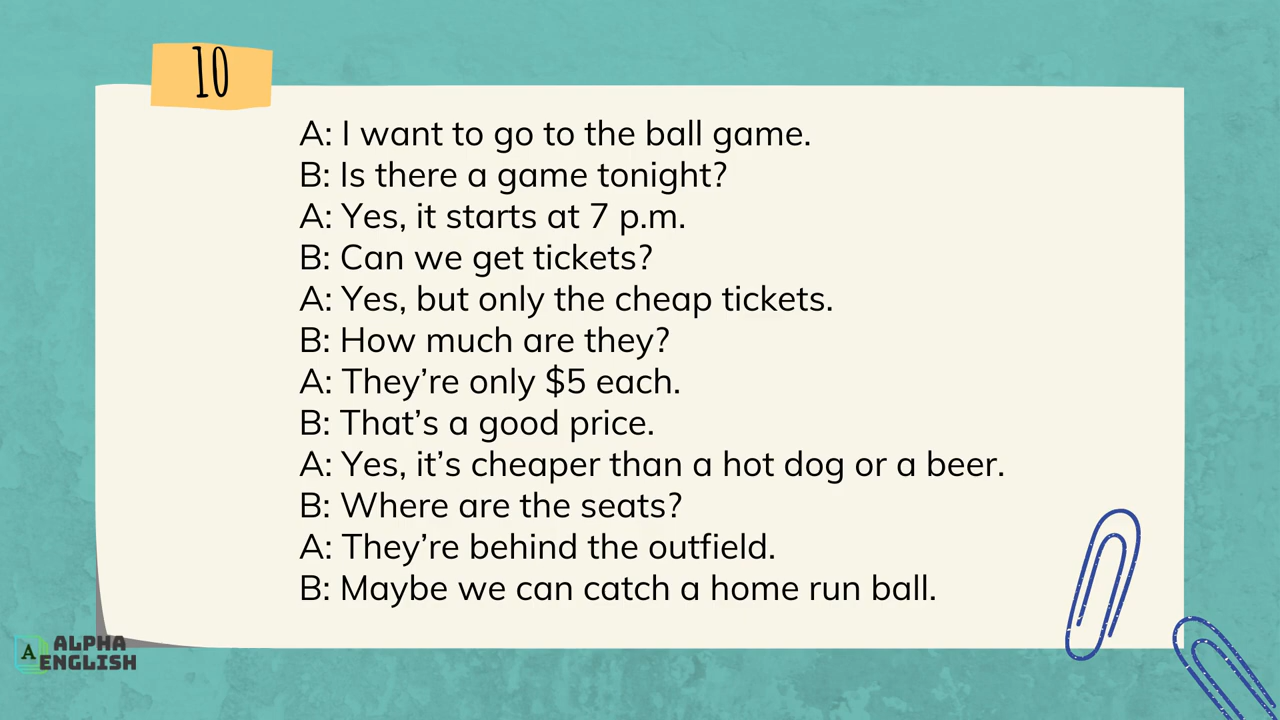 10
A: I want to go to the ball game.
B: Is there a game tonight?
A: Yes, it starts at 7 p.m.
B: Can we get tickets?
A: Yes, but only the cheap tickets.
B: How much are they?
A: They’re only $5 each.
B: That’s a good price.
A: Yes, it’s cheaper than a hot dog or a beer.
B: Where are the seats?
A: They’re behind the outfield.
B: Maybe we can catch a home run ball.
A ALPHA
ENGLISH